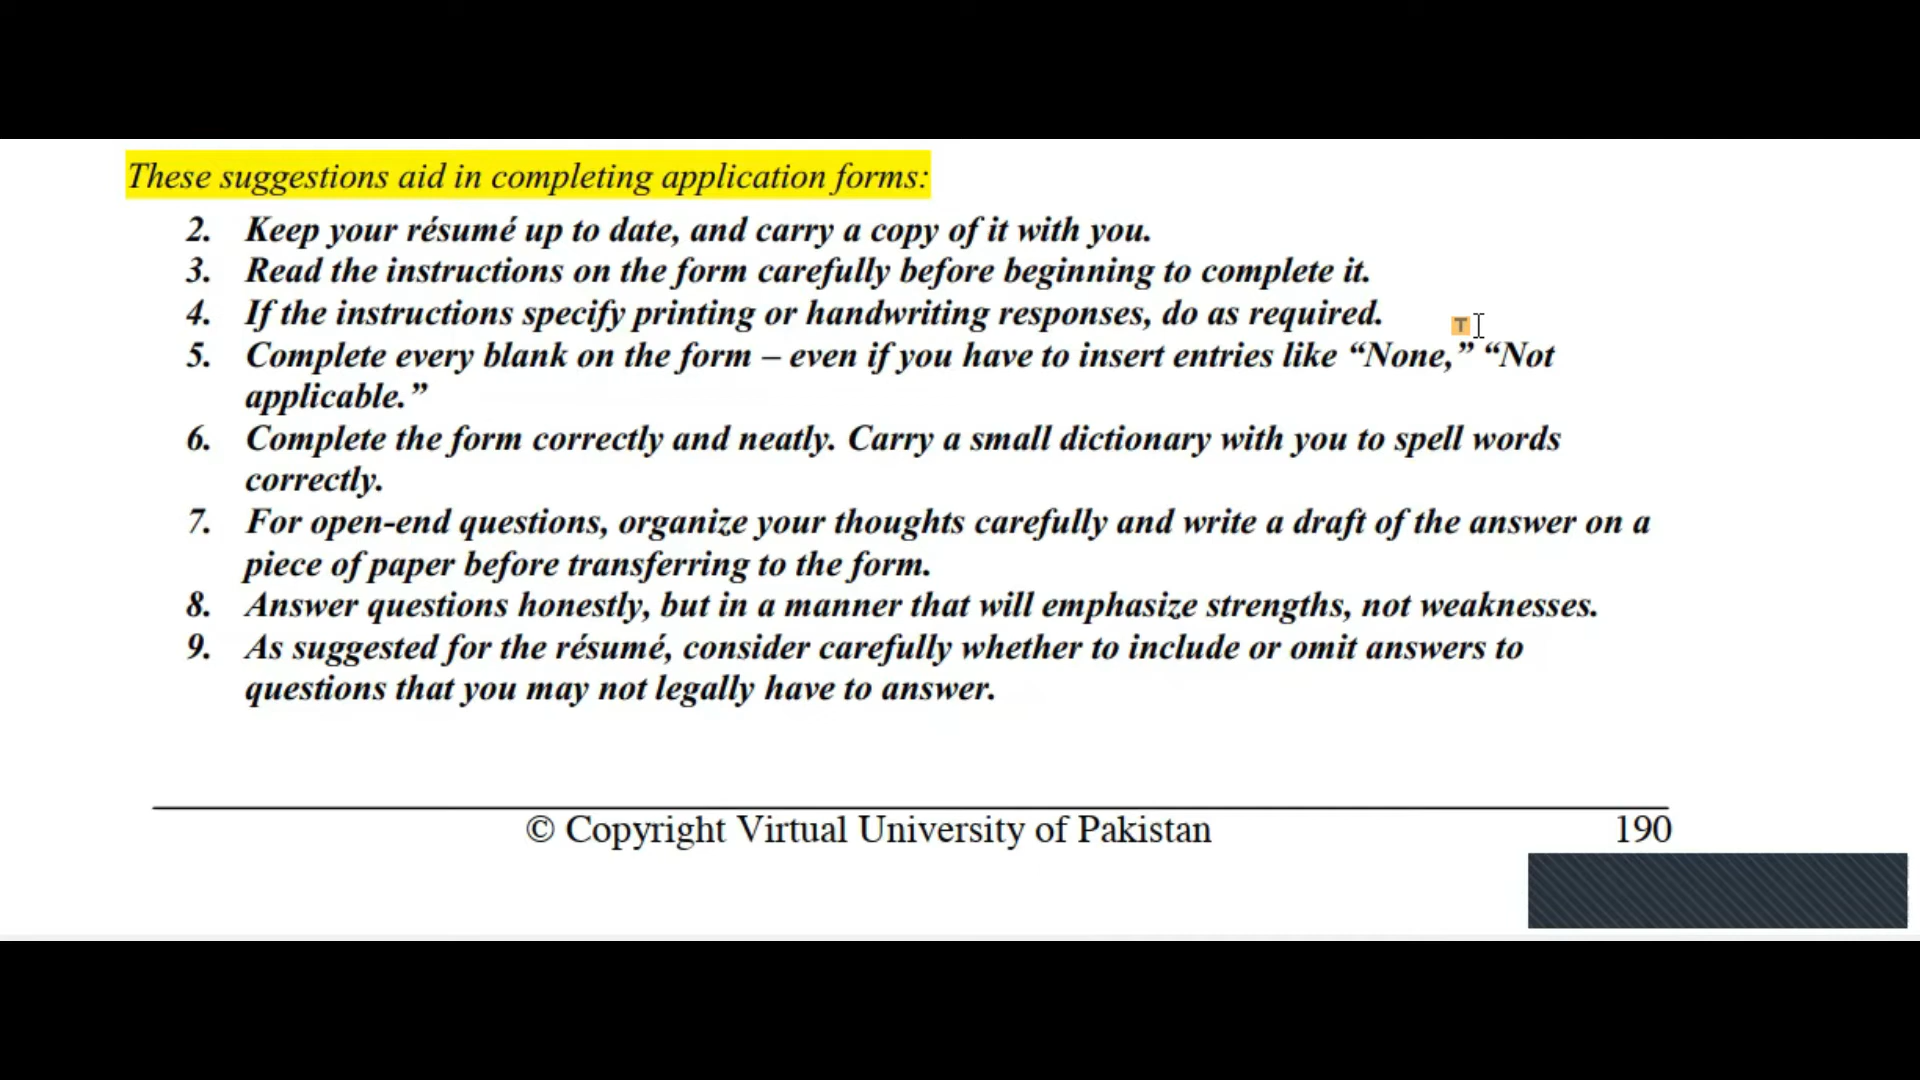 These suggestions aid in completing application forms:
2. Keep your résumé up to date, and carry a copy of it with you.
3. Read the instructions on the form carefully before beginning to complete it.
4. If the instructions specify printing or handwriting responses, do as required.
T
5. Complete every blank on the form – even if you have to insert entries like “None,” “Not
applicable.”
6. Complete the form correctly and neatly. Carry a small dictionary with you to spell words
correctly.
7. For open-end questions, organize your thoughts carefully and write a draft of the answer on a
piece of paper before transferring to the form.
8. Answer questions honestly, but in a manner that will emphasize strengths, not weaknesses.
9. As suggested for the résumé, consider carefully whether to include or omit answers to
questions that you may not legally have to answer.
© Copyright Virtual University of Pakistan 190